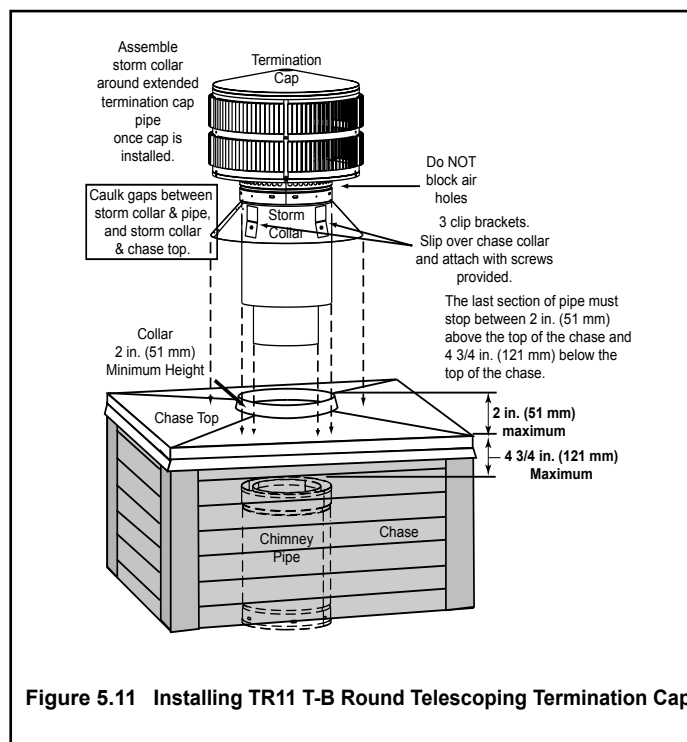 Assemble
storm collar
around extended
termination cap
pipe
once cap is
installed.
Termination
Cap
Do NOT
block air
holes
Caulk gaps between
storm collar & pipe,
and storm collar
& chase top.
Storm
Collar
3 clip brackets.
Slip over chase collar
and attach with screws
provided.
The last section of pipe must
stop between 2 in. (51 mm)
above the top of the chase and
4 3/4 in. (121 mm) below the
top of the chase.
Collar
2 in. (51 mm)
Minimum Height
Chase Top
2 in. (51 mm)
maximum
4 3/4 in. (121 mm)
Maximum
Chimney
Pipe
Chase
Figure 5.11 Installing TR11 T-B Round Telescoping Termination Cap